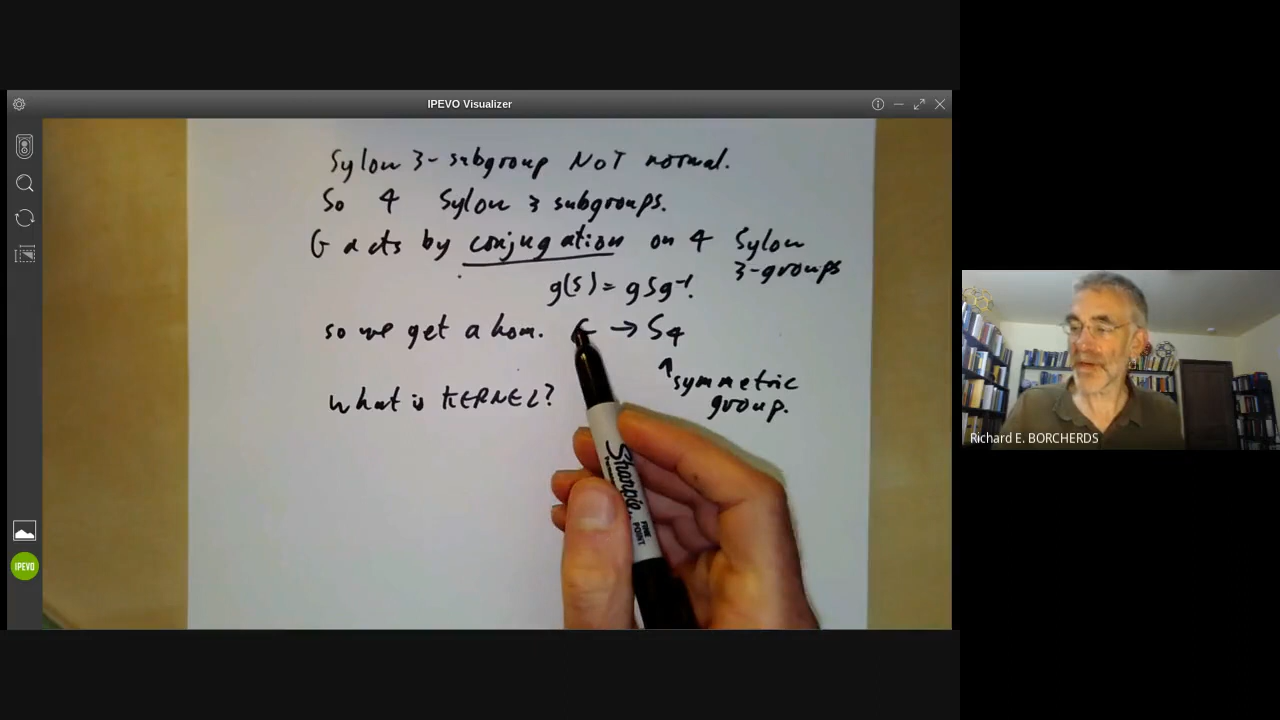 IPEVO Visualizer
Sylow 3-subgroup NOT normal.
So 4 Sylow 3 subgroups.
G acts by conjugation on 4 Sylow
3-groups
g(S) = gSg⁻¹.
so we get a hom. G → S₄
↑ symmetric
group.
What is KERNEL?
Sharpie
FINE
POINT
IPEVO
Richard E. BORCHERDS